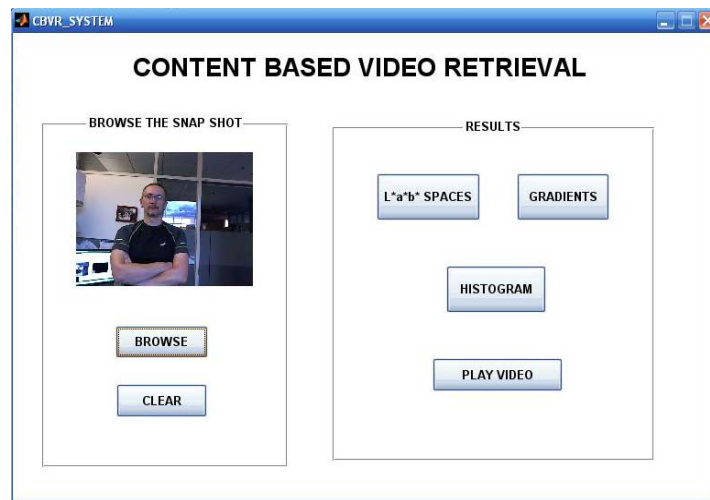 CBVR_SYSTEM
CONTENT BASED VIDEO RETRIEVAL
BROWSE THE SNAP SHOT
BROWSE
CLEAR
RESULTS
L*a*b* SPACES
GRADIENTS
HISTOGRAM
PLAY VIDEO